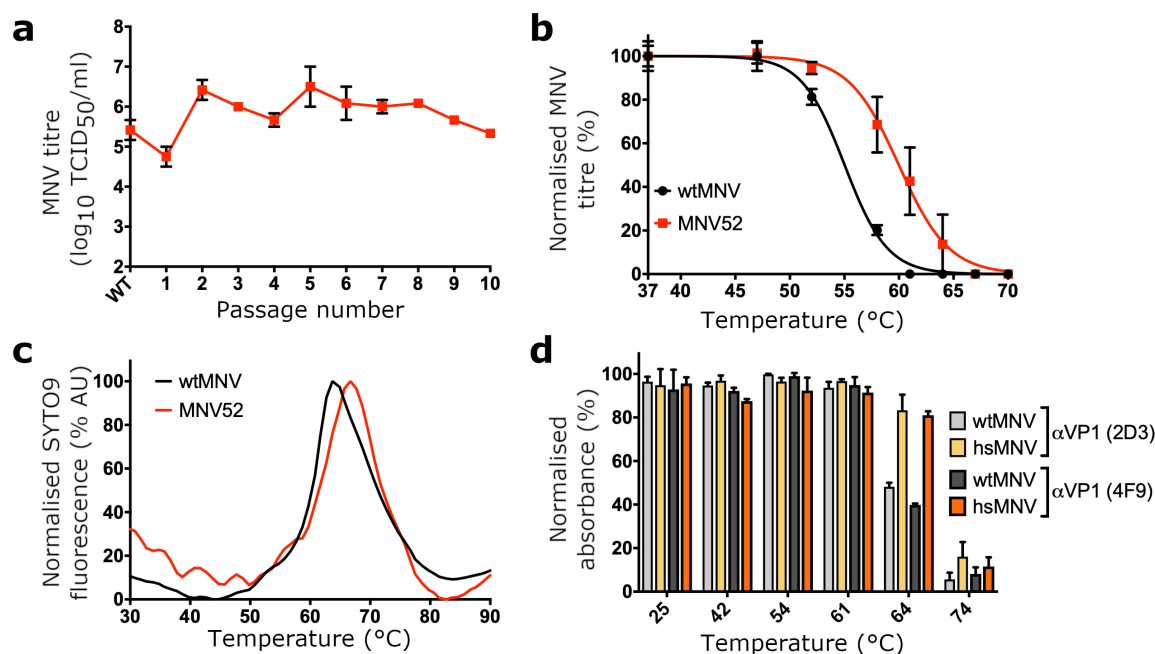 a
MNV titre
(log10 TCID50/ml)
8
7
6
5
4
3
2
WT 1 2 3 4 5 6 7 8 9 10
Passage number
b
Normalised MNV
titre (%)
100
80
60
40
20
0
wtMNV
MNV52
37 40 45 50 55 60 65 70
Temperature (°C)
c
Normalised SYTO9
fluorescence (% AU)
100
80
60
40
20
0
wtMNV
MNV52
30 40 50 60 70 80 90
Temperature (°C)
d
Normalised
absorbance (%)
100
80
60
40
20
0
25 42 54 61 64 74
Temperature (°C)
wtMNV
hsMNV
αVP1 (2D3)
wtMNV
hsMNV
αVP1 (4F9)